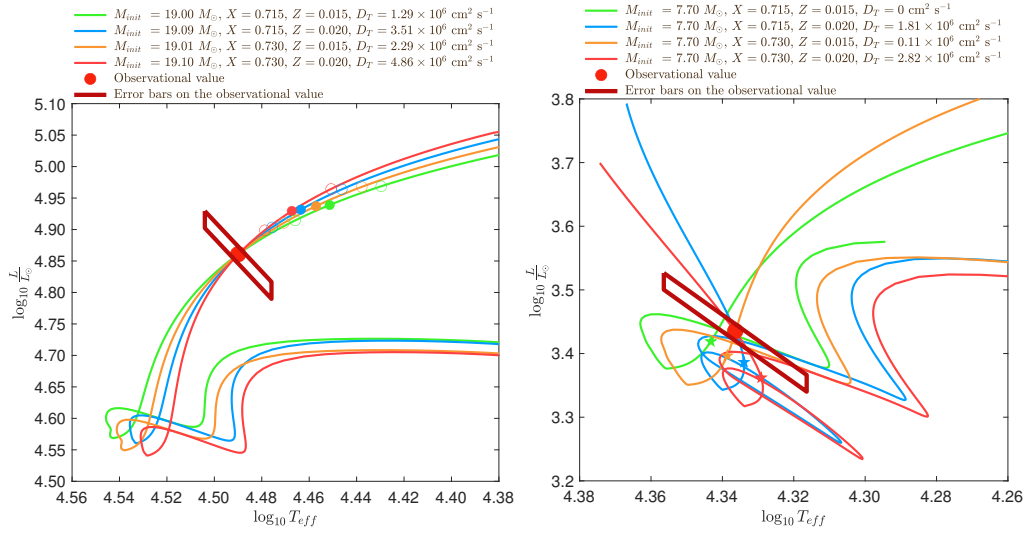 M_init = 19.00 M_⊙, X = 0.715, Z = 0.015, D_T = 1.29 × 10^6 cm^2 s^-1
M_init = 19.09 M_⊙, X = 0.715, Z = 0.020, D_T = 3.51 × 10^6 cm^2 s^-1
M_init = 19.01 M_⊙, X = 0.730, Z = 0.015, D_T = 2.29 × 10^6 cm^2 s^-1
M_init = 19.10 M_⊙, X = 0.730, Z = 0.020, D_T = 4.86 × 10^6 cm^2 s^-1
Observational value
Error bars on the observational value
5.10
5.05
5.00
4.95
4.90
4.85
4.80
4.75
4.70
4.65
4.60
4.55
4.50
log_10 L/L_⊙
4.56 4.54 4.52 4.50 4.48 4.46 4.44 4.42 4.40 4.38
log_10 T_eff
M_init = 7.70 M_⊙, X = 0.715, Z = 0.015, D_T = 0 cm^2 s^-1
M_init = 7.70 M_⊙, X = 0.715, Z = 0.020, D_T = 1.81 × 10^6 cm^2 s^-1
M_init = 7.70 M_⊙, X = 0.730, Z = 0.015, D_T = 0.11 × 10^6 cm^2 s^-1
M_init = 7.70 M_⊙, X = 0.730, Z = 0.020, D_T = 2.82 × 10^6 cm^2 s^-1
Observational value
Error bars on the observational value
3.8
3.7
3.6
3.5
3.4
3.3
3.2
log_10 L/L_⊙
4.38 4.36 4.34 4.32 4.30 4.28 4.26
log_10 T_eff